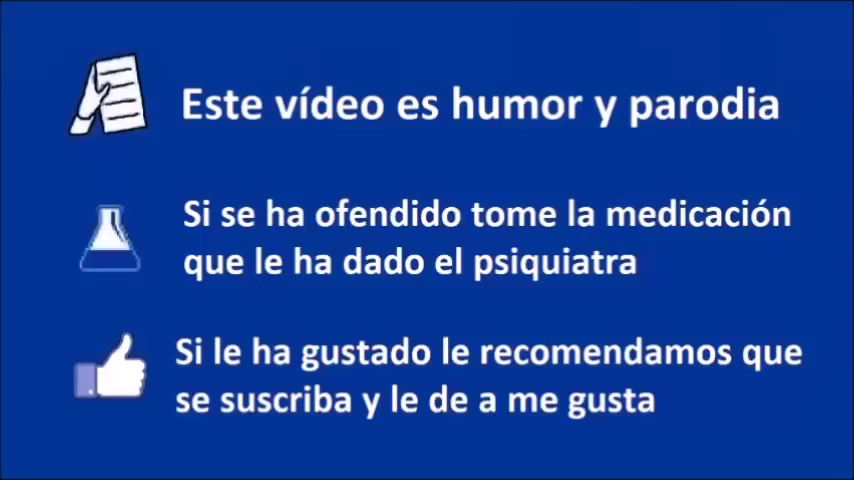 Este vídeo es humor y parodia
Si se ha ofendido tome la medicación
que le ha dado el psiquiatra
Si le ha gustado le recomendamos que
se suscriba y le de a me gusta